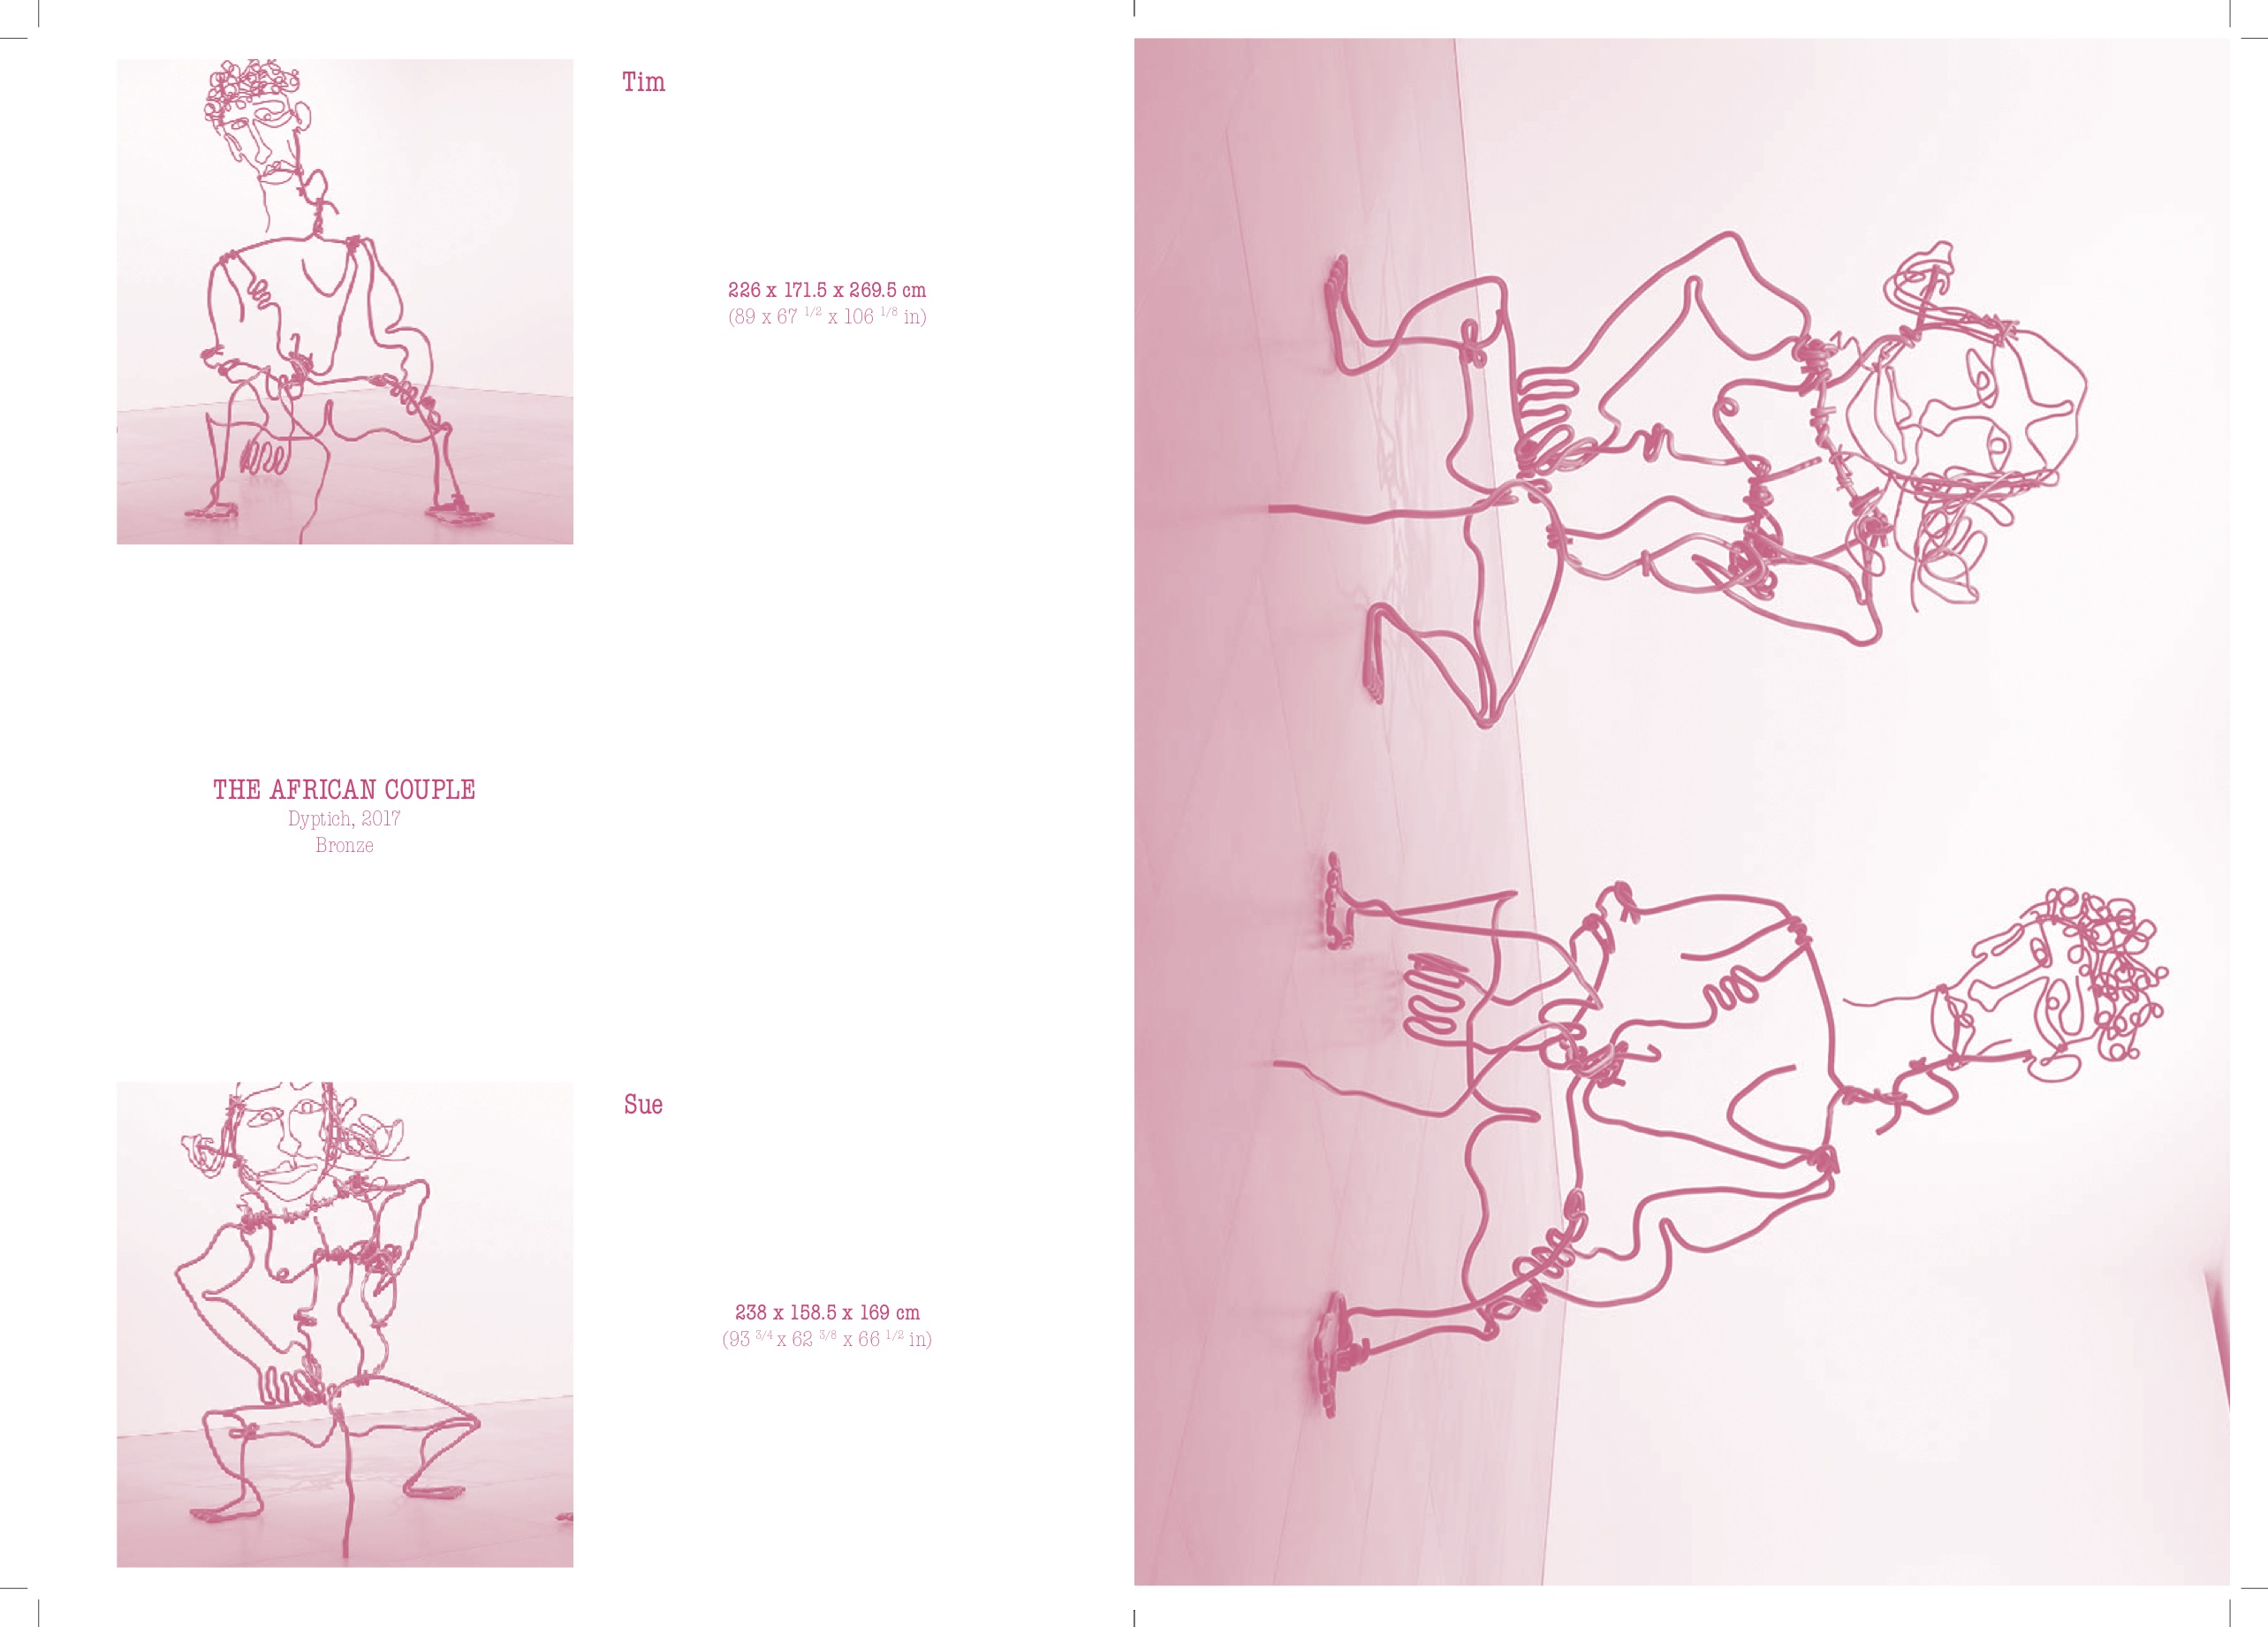 Tim
226 x 171.5 x 269.5 cm
(89 x 67 1/2 x 106 1/8 in)
THE AFRICAN COUPLE
Dyptich, 2017
Bronze
Sue
238 x 158.5 x 169 cm
(93 3/4 x 62 3/8 x 66 1/2 in)